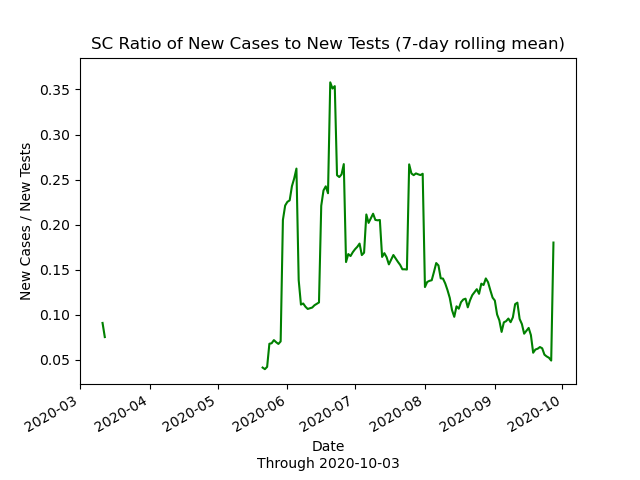 SC Ratio of New Cases to New Tests (7-day rolling mean)
New Cases / New Tests
0.35
0.30
0.25
0.20
0.15
0.10
0.05
2020-03 2020-04 2020-05 2020-06 2020-07 2020-08 2020-09 2020-10
Date
Through 2020-10-03